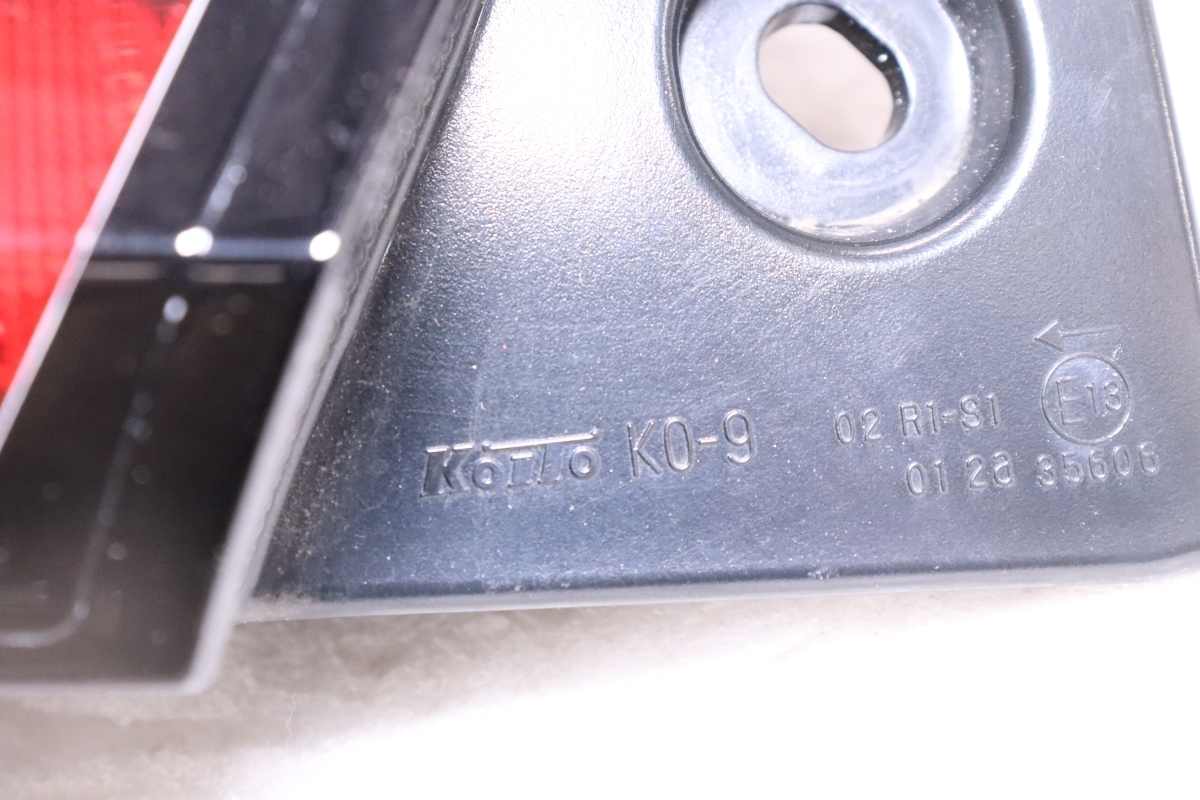 Koito KO-9
02 R1-S1 E13
01 2a 35606